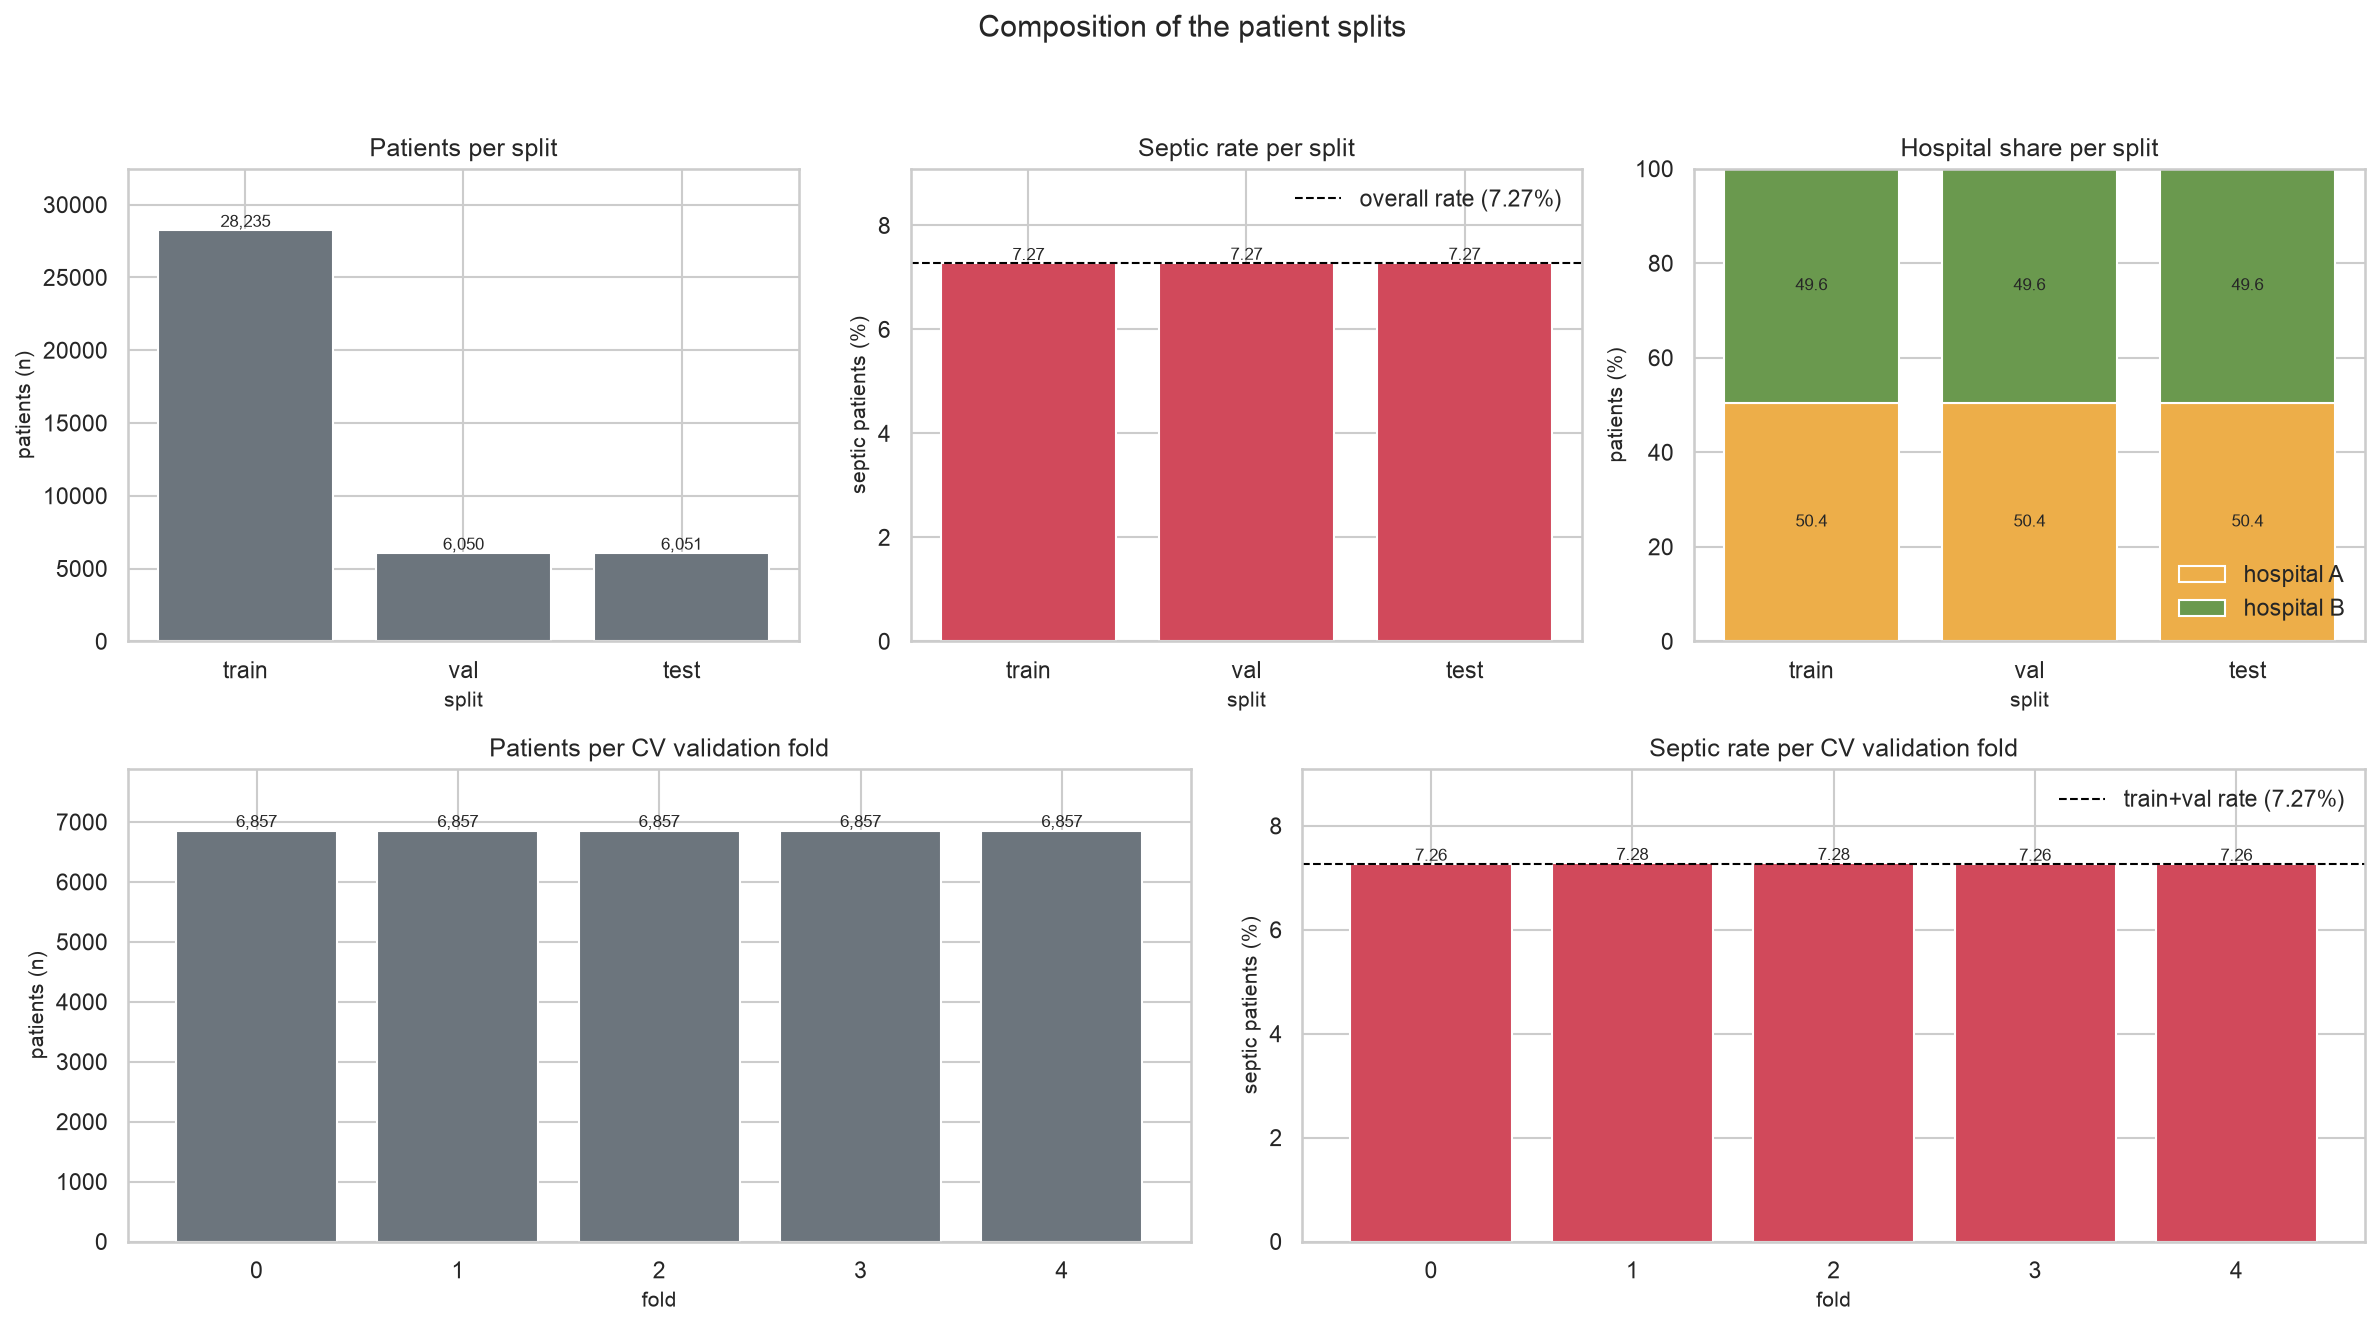 Composition of the patient splits
Patients per split
patients (n)
30000
25000
20000
15000
10000
5000
0
28,235
6,050
6,051
train
val
test
split
Septic rate per split
septic patients (%)
8
6
4
2
0
overall rate (7.27%)
7.27
7.27
7.27
train
val
test
split
Hospital share per split
patients (%)
100
80
60
40
20
0
49.6
49.6
49.6
50.4
50.4
50.4
hospital A
hospital B
train
val
test
split
Patients per CV validation fold
patients (n)
7000
6000
5000
4000
3000
2000
1000
0
6,857
6,857
6,857
6,857
6,857
0
1
2
3
4
fold
Septic rate per CV validation fold
septic patients (%)
8
6
4
2
0
train+val rate (7.27%)
7.26
7.28
7.28
7.26
7.26
0
1
2
3
4
fold